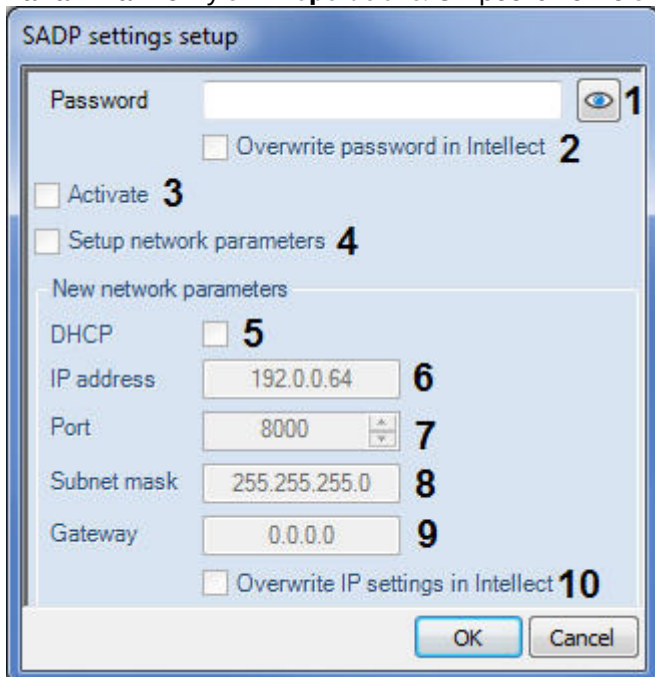 SADP settings setup
Password 1
Overwrite password in Intellect 2
Activate 3
Setup network parameters 4
New network parameters
DHCP 5
IP address 192.0.0.64 6
Port 8000 7
Subnet mask 255.255.255.0 8
Gateway 0.0.0.0 9
Overwrite IP settings in Intellect 10
OK Cancel